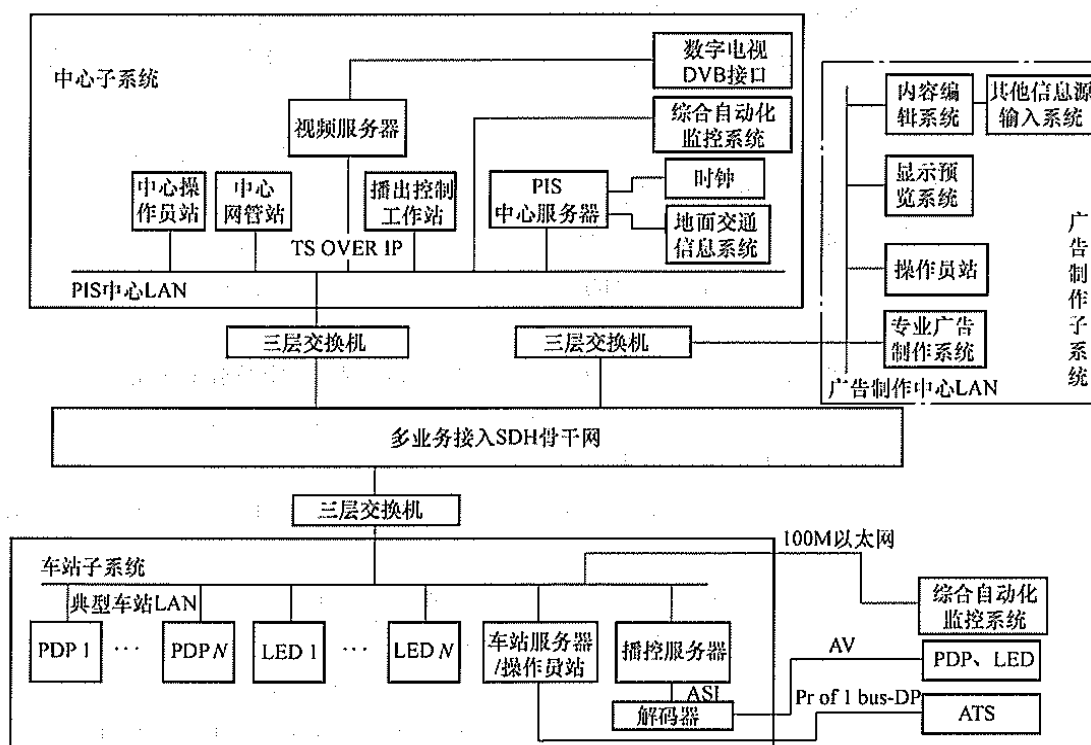 中心子系统
数字电视
DVB接口
视频服务器
综合自动化
监控系统
中心操
作员站
中心
网管站
播出控制
工作站
PIS
中心服务器
时钟
地面交通
信息系统
TS OVER IP
PIS中心LAN
内容编
辑系统
其他信息源
输入系统
显示预
览系统
操作员站
专业广告
制作系统
广告制作子系统
广告制作中心LAN
三层交换机
三层交换机
多业务接入SDH骨干网
三层交换机
车站子系统
100M以太网
典型车站LAN
PDP 1
…
PDP N
LED 1
…
LED N
车站服务器
/操作员站
播控服务器
综合自动化
监控系统
ASI
解码器
AV
PDP、LED
Pr of 1 bus-DP
ATS